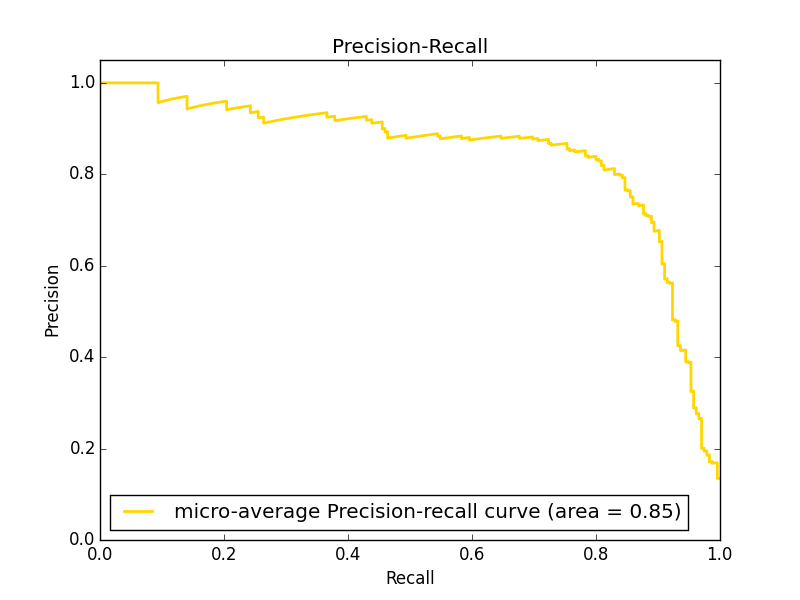 Precision-Recall
1.0
0.8
0.6
0.4
0.2
0.0
Precision
micro-average Precision-recall curve (area = 0.85)
0.0 0.2 0.4 0.6 0.8 1.0
Recall